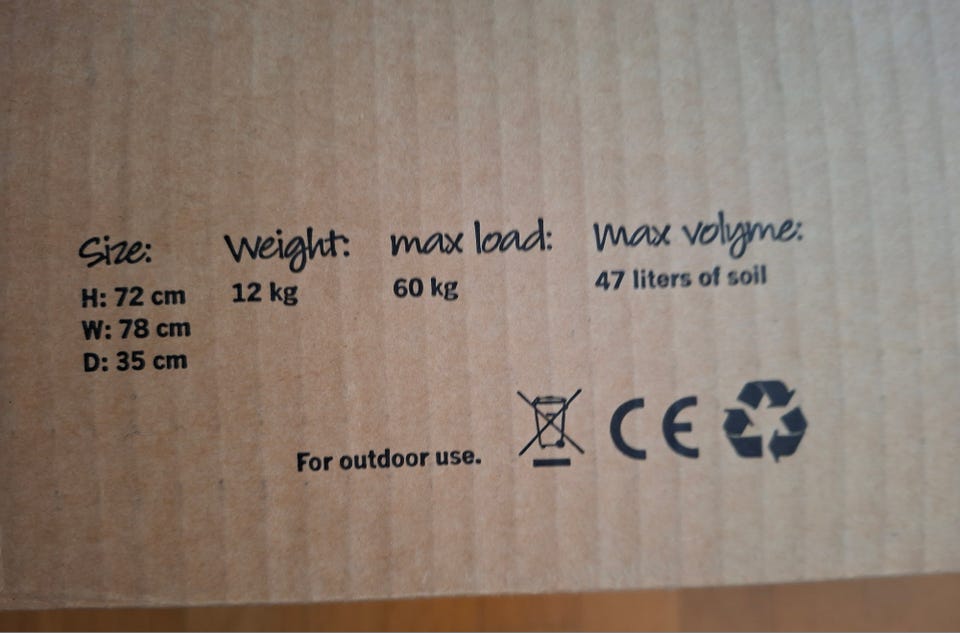 Size: Weight: max load: max volyme:
H: 72 cm 12 kg 60 kg 47 liters of soil
W: 78 cm
D: 35 cm
For outdoor use. CE